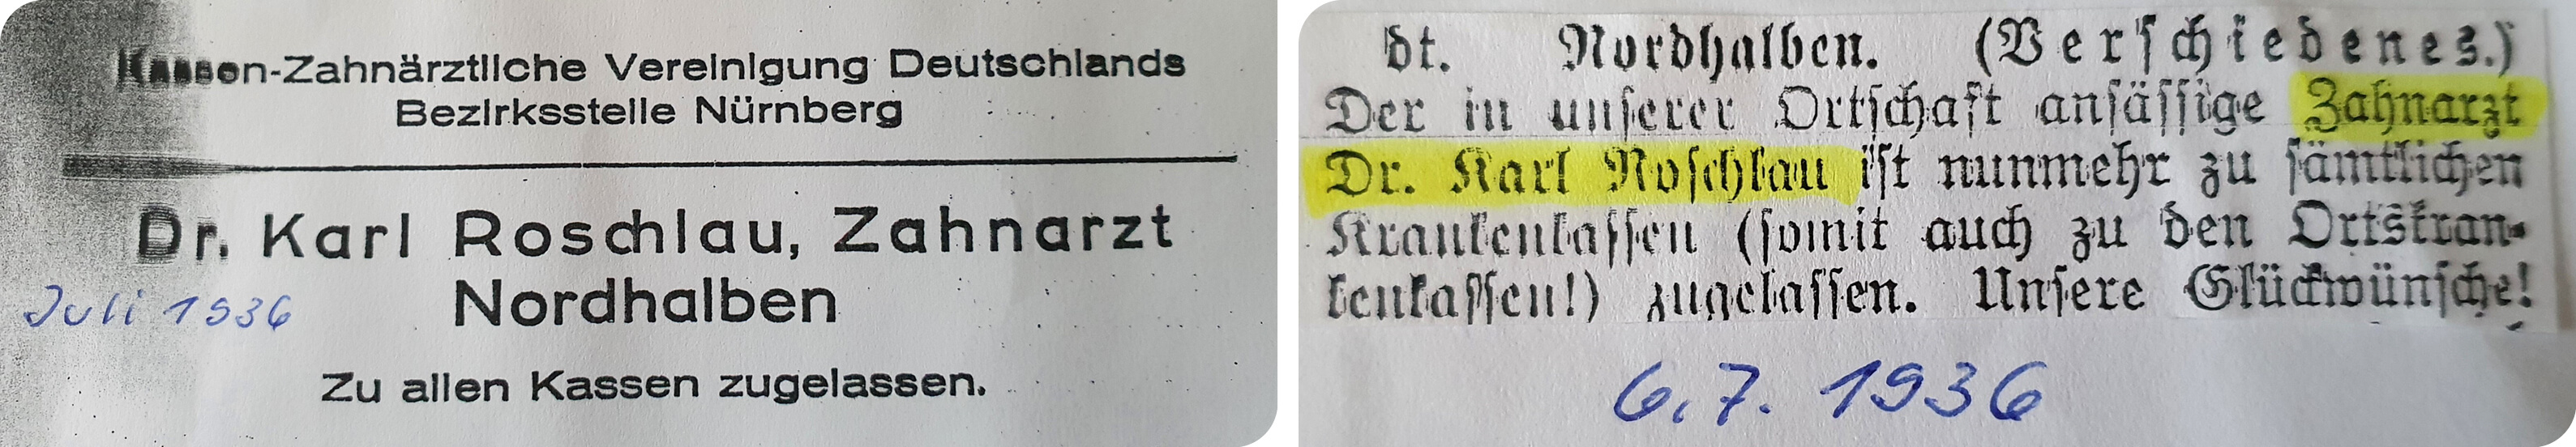 Kassen-Zahnärztliche Vereinigung Deutschlands
Bezirksstelle Nürnberg
Dr. Karl Roschlau, Zahnarzt
Nordhalben
Juli 1936
Zu allen Kassen zugelassen.
dt. Nordhalben. (Verschiedenes.)
Der in unserer Ortschaft ansässige Zahnarzt
Dr. Karl Roschlau ist nunmehr zu sämtlichen
Krankenkassen (somit auch zu den Ortskran-
kenkassen!) zugelassen. Unsere Glückwünsche!
6.7.1936